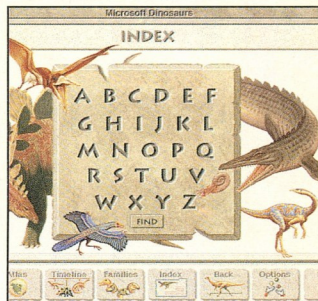 Microsoft Dinosaurs
INDEX
A B C D E F
G H I J K L
M N O P Q
R S T U V
W X Y Z
FIND
Atlas Timeline Families Index Back Options